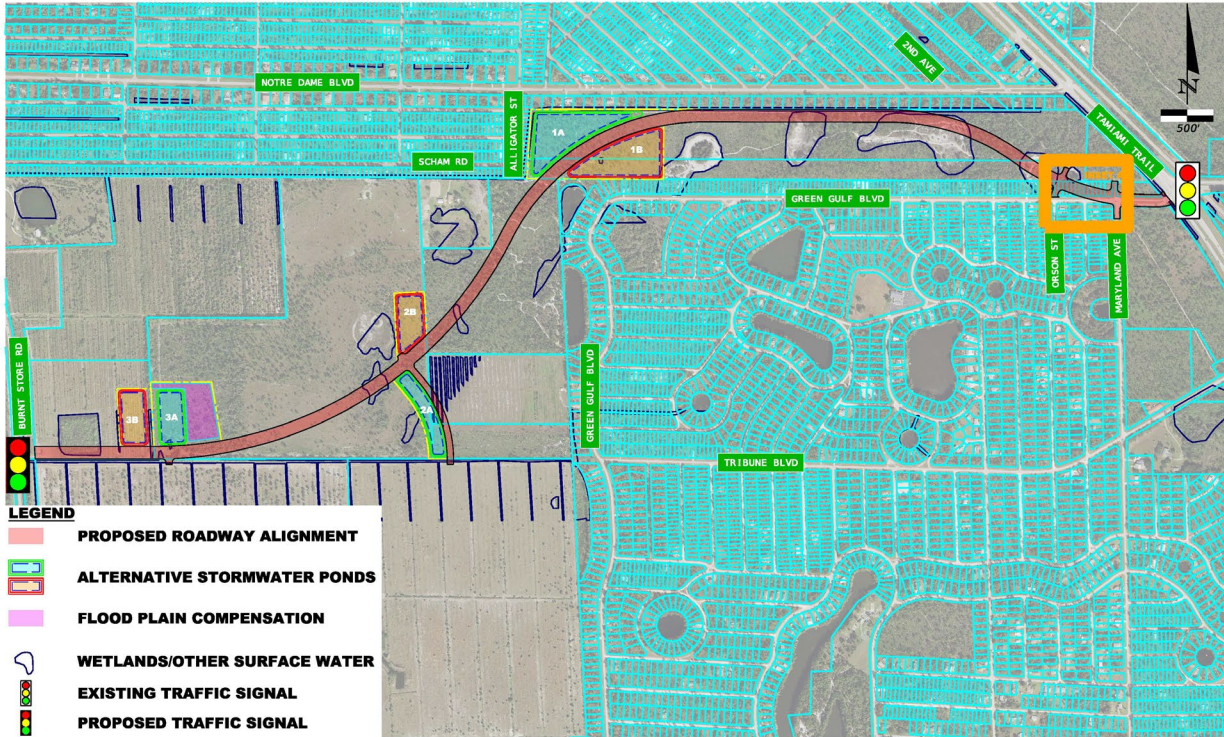 2ND AVE
NOTRE DAME BLVD
N
500'
ALLIGATOR ST
TAMIAMI TRAIL
1A
1B
SCHAM RD
GREEN GULF BLVD
ORSON ST
MARYLAND AVE
2B
BURNT STORE RD
GREEN GULF BLVD
3B
3A
2A
TRIBUNE BLVD
LEGEND
PROPOSED ROADWAY ALIGNMENT
ALTERNATIVE STORMWATER PONDS
FLOOD PLAIN COMPENSATION
WETLANDS/OTHER SURFACE WATER
EXISTING TRAFFIC SIGNAL
PROPOSED TRAFFIC SIGNAL